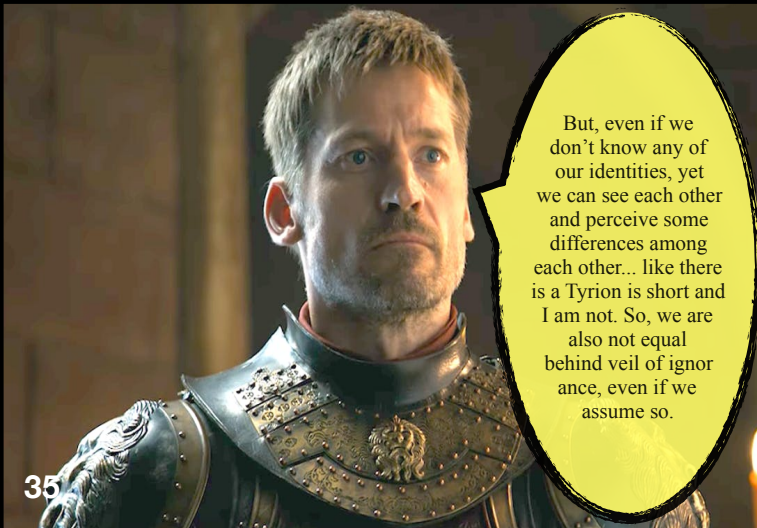 But, even if we
don’t know any of
our identities, yet
we can see each other
and perceive some
differences among
each other... like there
is a Tyrion is short and
I am not. So, we are
also not equal
behind veil of ignor
ance, even if we
assume so.
35